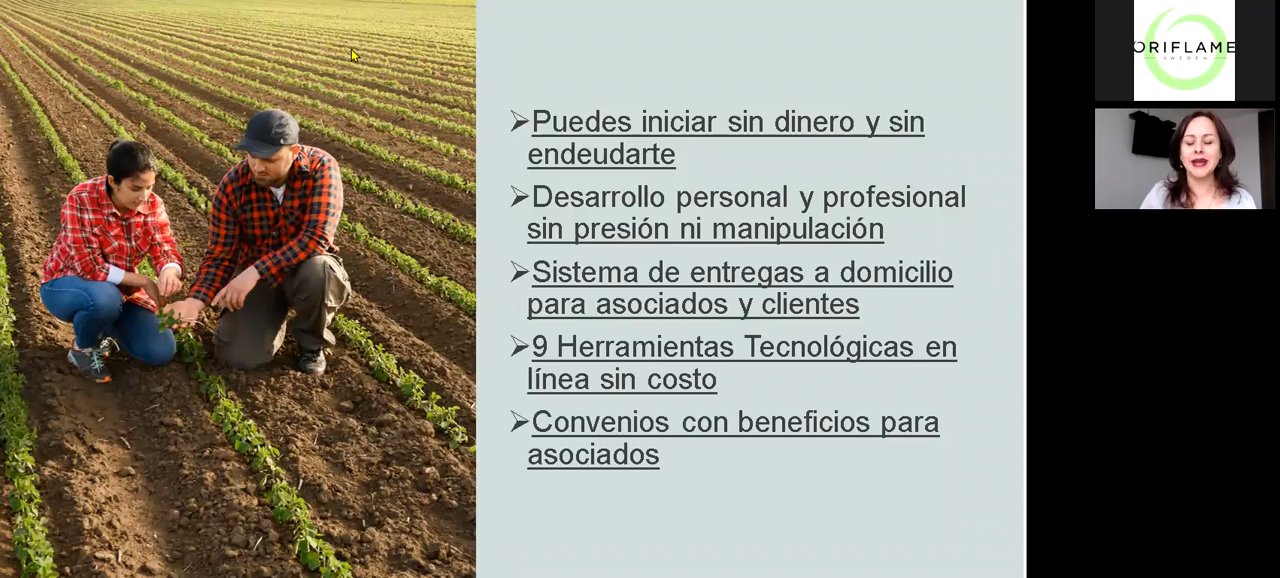 ➢Puedes iniciar sin dinero y sin
endeudarte
➢Desarrollo personal y profesional
sin presión ni manipulación
➢Sistema de entregas a domicilio
para asociados y clientes
➢9 Herramientas Tecnológicas en
línea sin costo
➢Convenios con beneficios para
asociados
ORIFLAME
SWEDEN